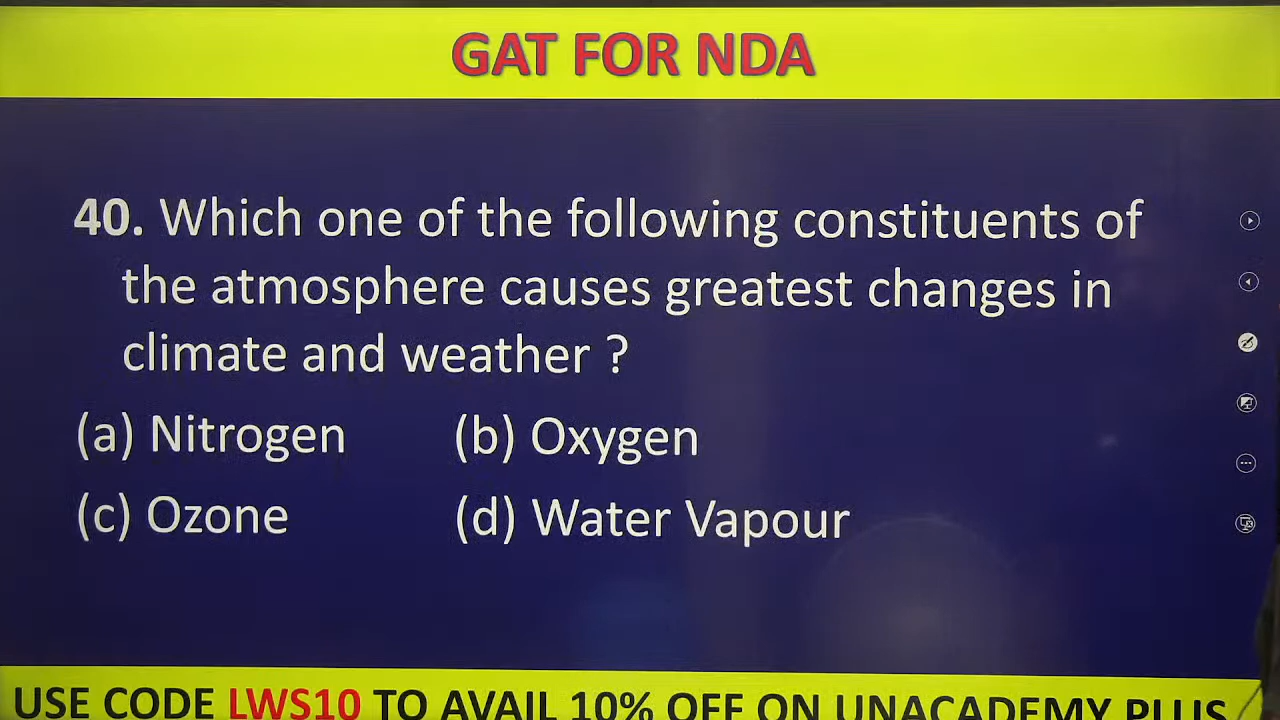 GAT FOR NDA
40. Which one of the following constituents of
the atmosphere causes greatest changes in
climate and weather ?
(a) Nitrogen (b) Oxygen
(c) Ozone (d) Water Vapour
USE CODE LWS10 TO AVAIL 10% OFF ON UNACADEMY PLUS